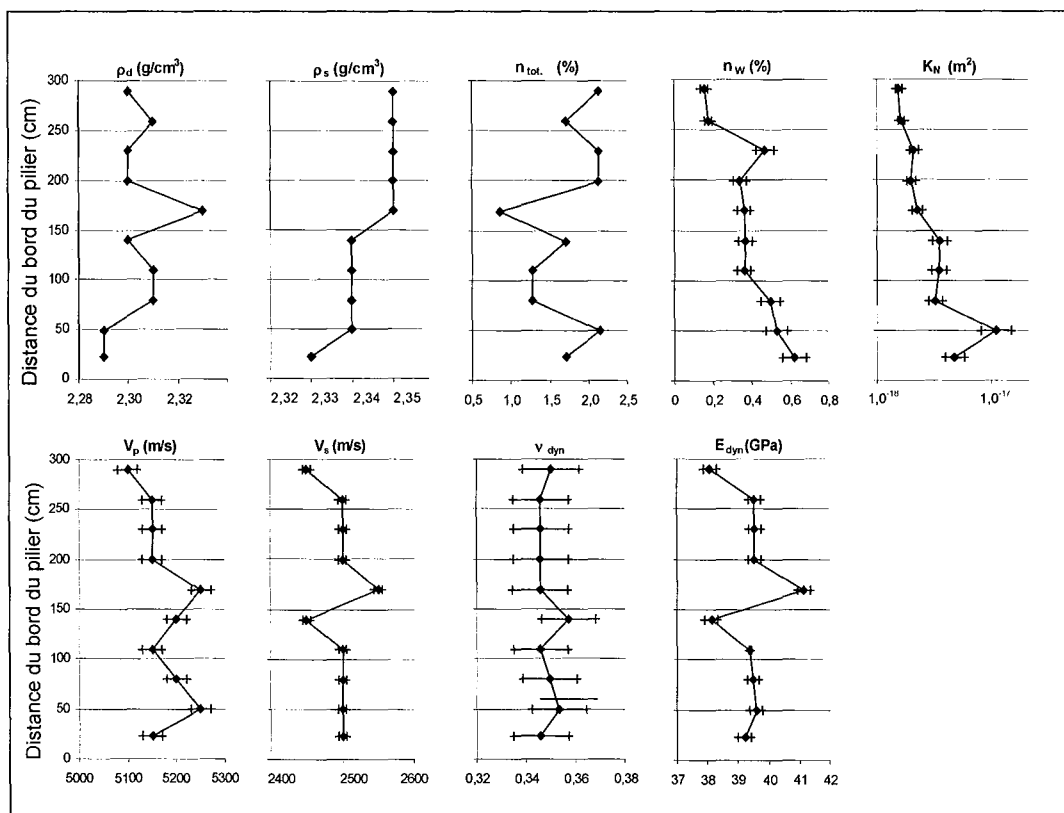 ρd (g/cm³) ρs (g/cm³) ntot. (%) nW (%) KN (m²)
Distance du bord du pilier (cm)
300
250
200
150
100
50
0
2,28 2,30 2,32 2,32 2,33 2,34 2,35 0,5 1,0 1,5 2,0 2,5 0 0,2 0,4 0,6 0,8 1,0⁻¹⁸ 1,0⁻¹⁷
Vp (m/s) Vs (m/s) ν dyn Edyn (GPa)
Distance du bord du pilier (cm)
300
250
200
150
100
50
0
5000 5100 5200 5300 2400 2500 2600 0,32 0,34 0,36 0,38 37 38 39 40 41 42